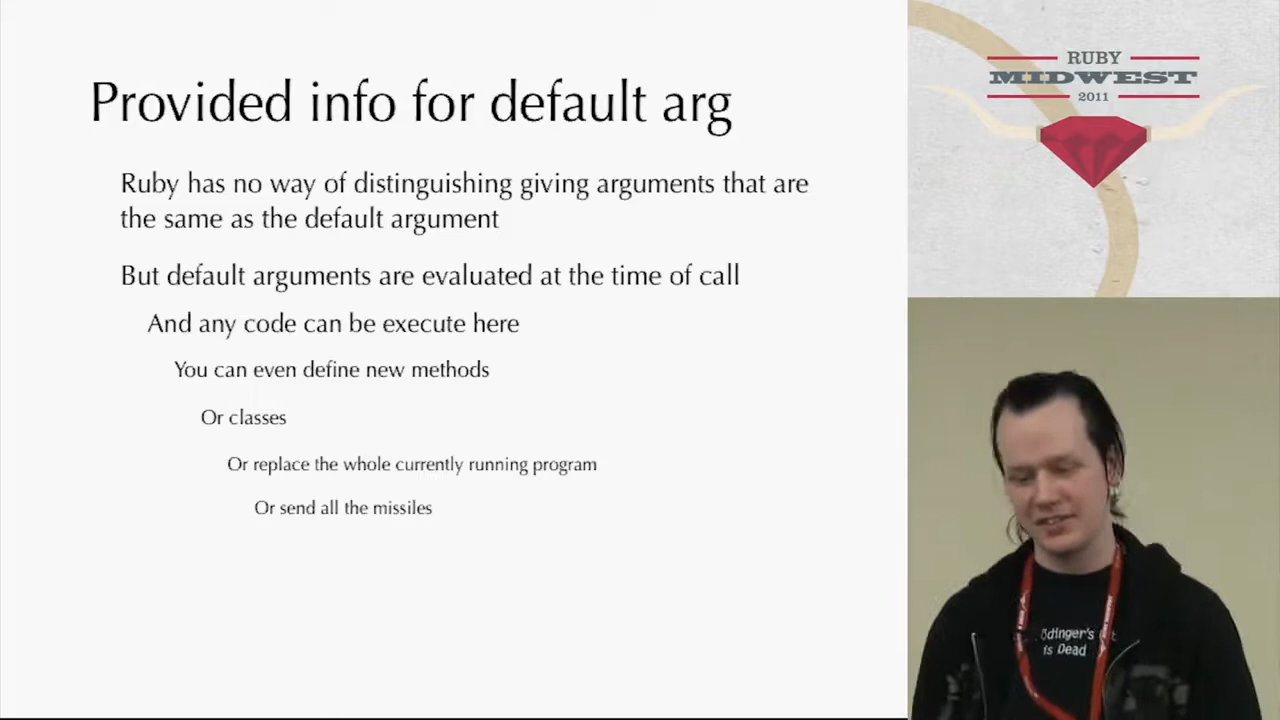 Provided info for default arg
Ruby has no way of distinguishing giving arguments that are
the same as the default argument
But default arguments are evaluated at the time of call
And any code can be execute here
You can even define new methods
Or classes
Or replace the whole currently running program
Or send all the missiles
RUBY
MIDWEST
2011
is Dead